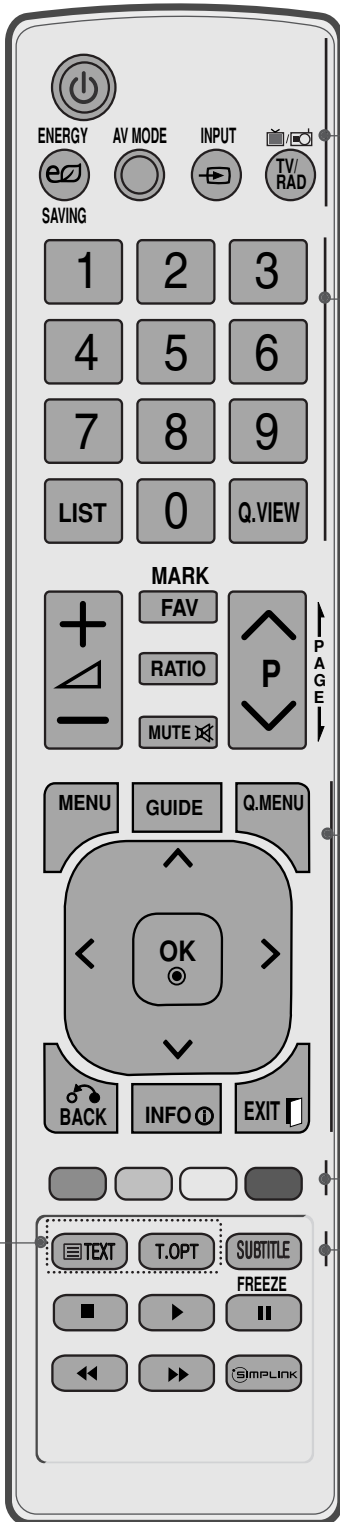 ENERGY AV MODE INPUT
TV/
RAD
SAVING
1 2 3
4 5 6
7 8 9
LIST 0 Q.VIEW
MARK
FAV
RATIO
P
PAGE
MUTE
MENU GUIDE Q.MENU
OK
BACK INFO EXIT
TEXT T.OPT SUBTITLE
FREEZE
SIMPLINK